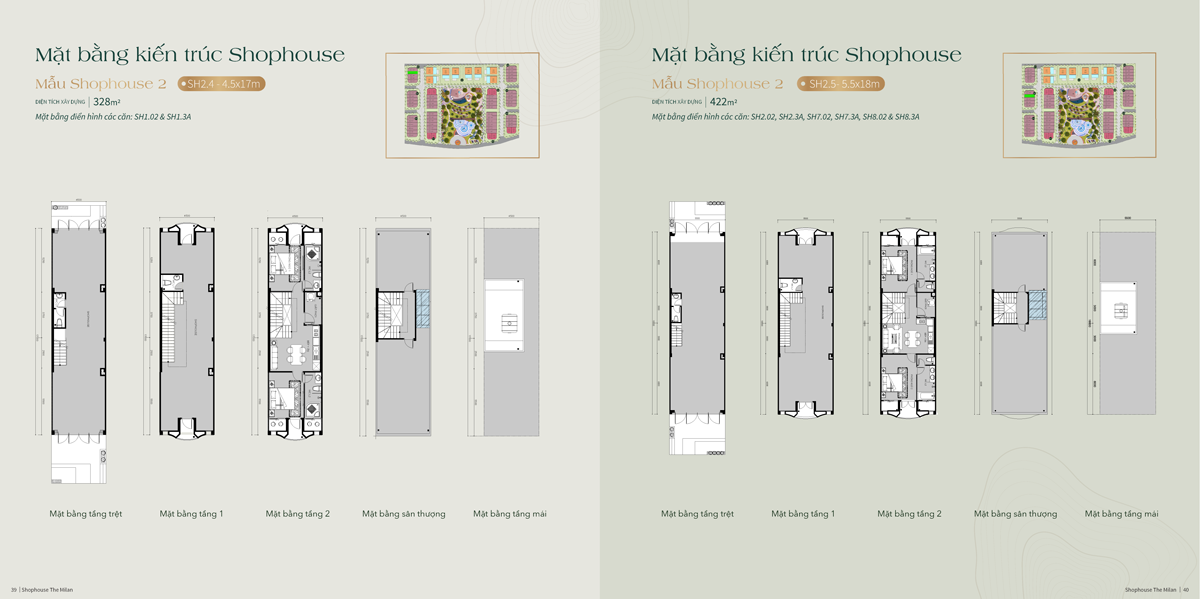 Mặt bằng kiến trúc Shophouse
Mẫu Shophouse 2
SH2.4 - 4.5x17m
DIỆN TÍCH XÂY DỰNG | 328m²
Mặt bằng điển hình các căn: SH1.02 & SH1.3A
Mặt bằng tầng trệt
Mặt bằng tầng 1
Mặt bằng tầng 2
Mặt bằng sân thượng
Mặt bằng tầng mái
39 | Shophouse The Milan
Mặt bằng kiến trúc Shophouse
Mẫu Shophouse 2
SH2.5- 5.5x18m
DIỆN TÍCH XÂY DỰNG | 422m²
Mặt bằng điển hình các căn: SH2.02, SH2.3A, SH7.02, SH7.3A, SH8.02 & SH8.3A
Mặt bằng tầng trệt
Mặt bằng tầng 1
Mặt bằng tầng 2
Mặt bằng sân thượng
Mặt bằng tầng mái
Shophouse The Milan | 40